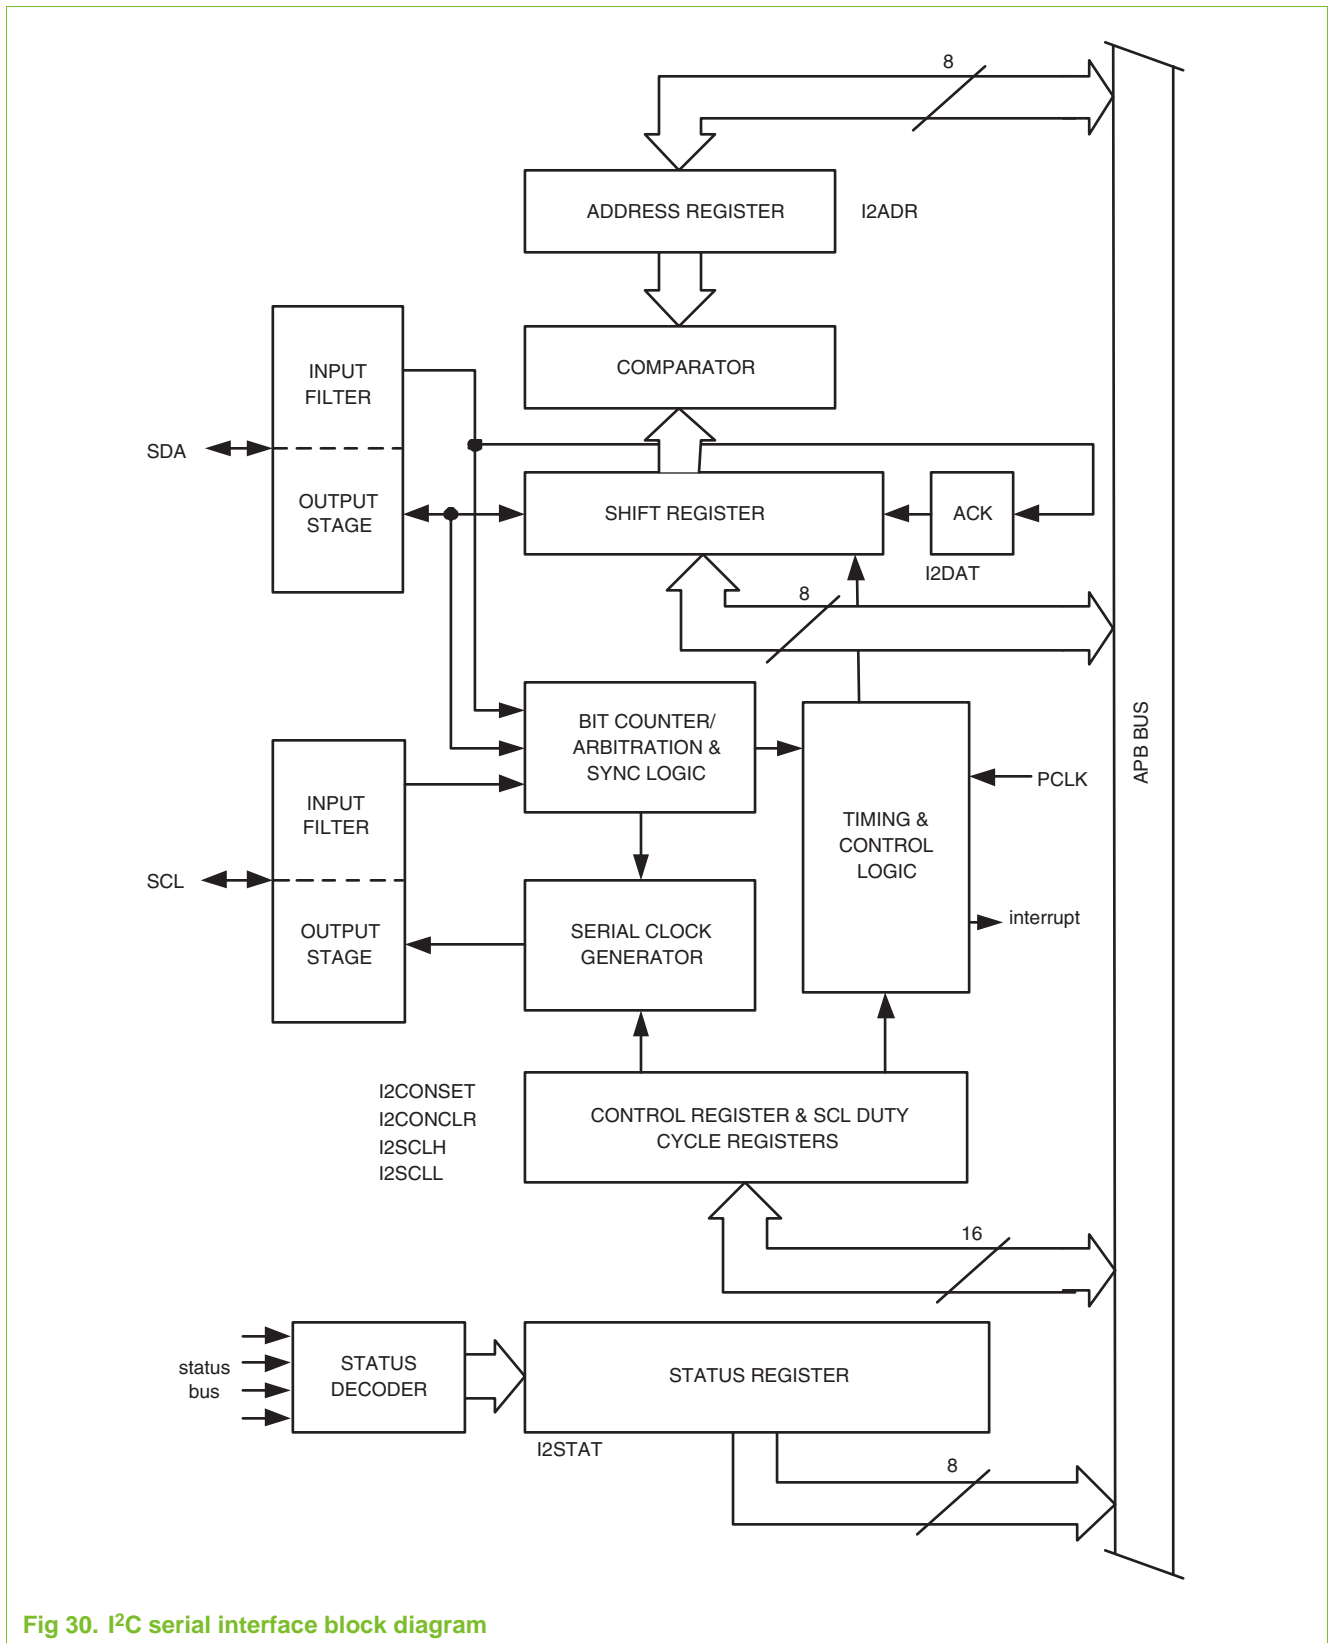 8
ADDRESS REGISTER
I2ADR
INPUT
FILTER
COMPARATOR
SDA
OUTPUT
STAGE
SHIFT REGISTER
ACK
I2DAT
8
BIT COUNTER/
ARBITRATION &
SYNC LOGIC
APB BUS
PCLK
INPUT
FILTER
TIMING &
CONTROL
LOGIC
SCL
interrupt
OUTPUT
STAGE
SERIAL CLOCK
GENERATOR
I2CONSET
I2CONCLR
I2SCLH
I2SCLL
CONTROL REGISTER & SCL DUTY
CYCLE REGISTERS
16
status
bus
STATUS
DECODER
STATUS REGISTER
I2STAT
8
Fig 30. I²C serial interface block diagram